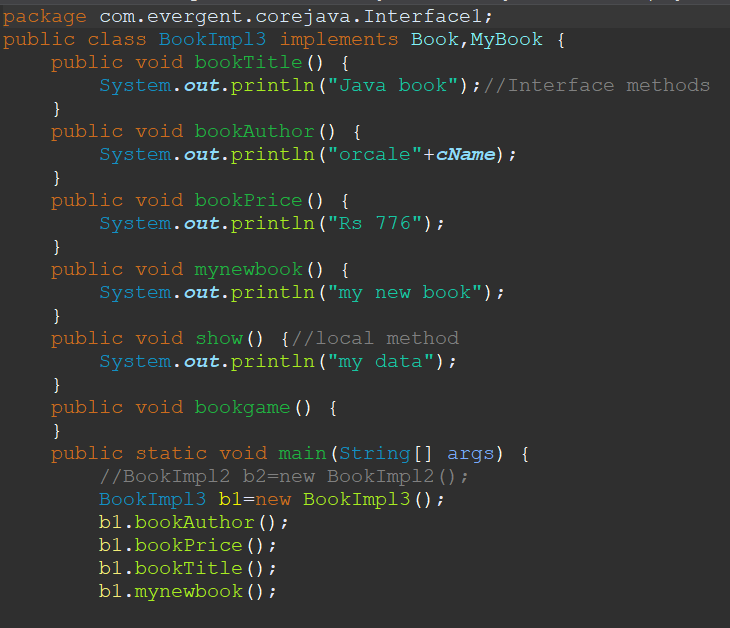 package com.evergent.corejava.Interface1;
public class BookImpl3 implements Book,MyBook {
    public void bookTitle() {
        System.out.println("Java book");//Interface methods
    }
    public void bookAuthor() {
        System.out.println("orcale"+cName);
    }
    public void bookPrice() {
        System.out.println("Rs 776");
    }
    public void mynewbook() {
        System.out.println("my new book");
    }
    public void show() {//local method
        System.out.println("my data");
    }
    public void bookgame() {
    }
    public static void main(String[] args) {
        //BookImpl2 b2=new BookImpl2();
        BookImpl3 b1=new BookImpl3();
        b1.bookAuthor();
        b1.bookPrice();
        b1.bookTitle();
        b1.mynewbook();